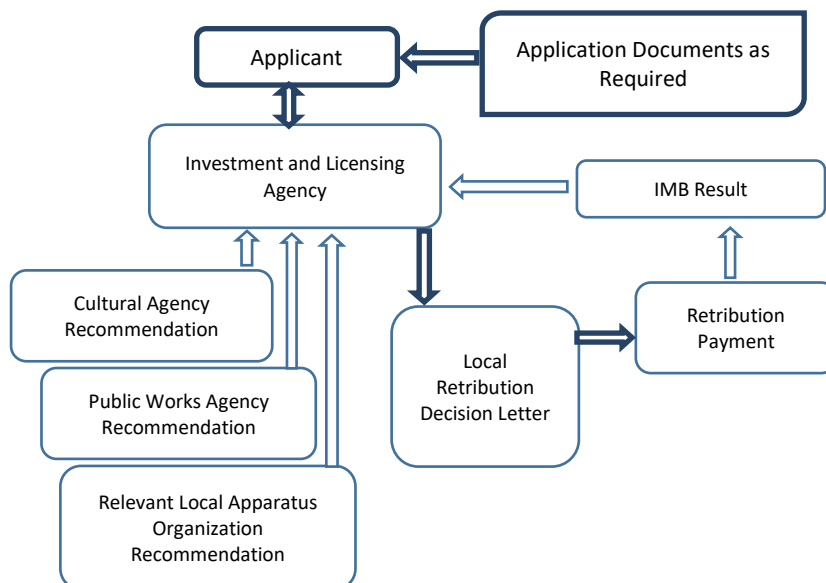 Applicant
Application Documents as
Required
Investment and Licensing
Agency
IMB Result
Cultural Agency
Recommendation
Retribution
Payment
Local
Retribution
Decision Letter
Public Works Agency
Recommendation
Relevant Local Apparatus
Organization
Recommendation